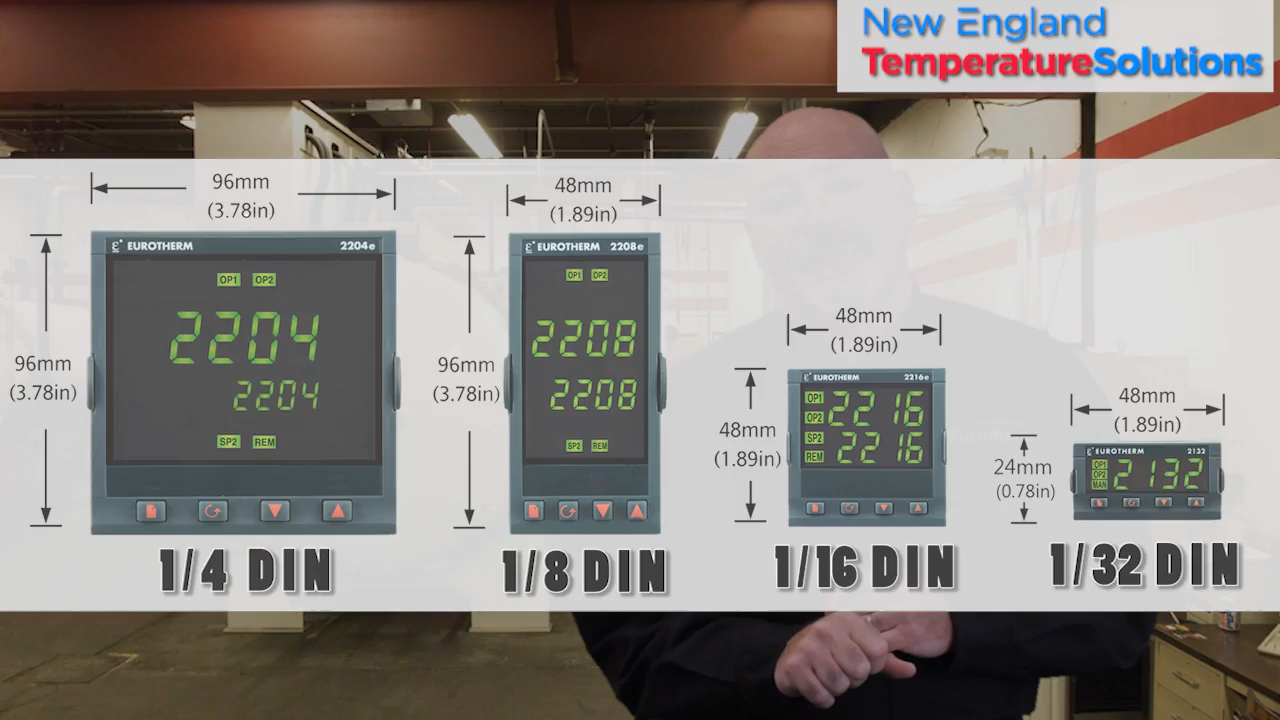 New England
TemperatureSolutions
96mm
(3.78in)
96mm
(3.78in)
EUROTHERM 2204e
OP1 OP2
2204
2204
SP2 REM
1/4 DIN
48mm
(1.89in)
96mm
(3.78in)
EUROTHERM 2208e
OP1 OP2
2208
2208
SP2 REM
1/8 DIN
48mm
(1.89in)
48mm
(1.89in)
EUROTHERM 2216e
OP1
OP2
2216
SP2
REM
2216
1/16 DIN
48mm
(1.89in)
24mm
(0.78in)
EUROTHERM 2132
OP1
OP2
MAN
2132
1/32 DIN